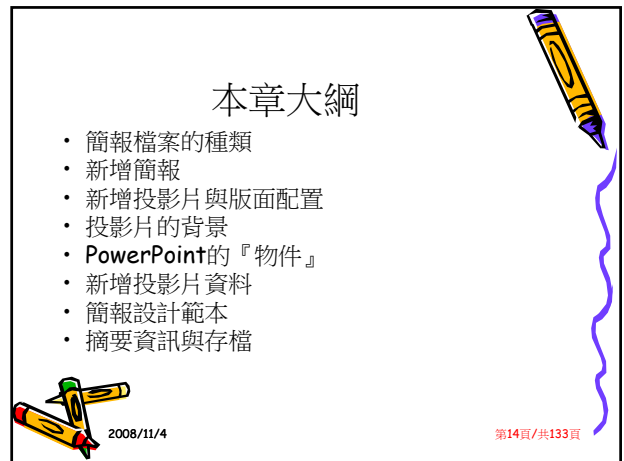 本章大綱
• 簡報檔案的種類
• 新增簡報
• 新增投影片與版面配置
• 投影片的背景
• PowerPoint的『物件』
• 新增投影片資料
• 簡報設計範本
• 摘要資訊與存檔
2008/11/4
第14頁/共133頁